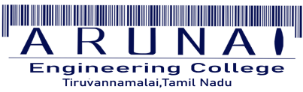 ARUNAI
Engineering College
Tiruvannamalai,Tamil Nadu